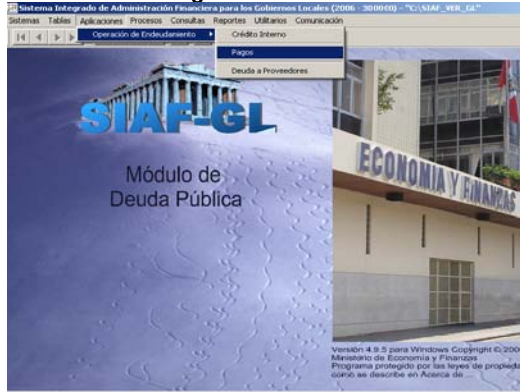 Sistema Integrado de Administración Financiera para los Gobiernos Locales (2006 - 300000) - "C:\SIAF_VER_GL"
Sistemas Tablas Aplicaciones Procesos Consultas Reportes Utilitarios Comunicación
Operación de Endeudamiento
Crédito Interno
Pagos
Deuda a Proveedores
SIAF-GL
Módulo de
Deuda Pública
ECONOMIA Y FINANZAS
Versión 4.9.5 para Windows Copyright © 200
Ministerio de Economía y Finanzas
Programa protegido por las leyes de propieda
como se describe en Acerca de ...